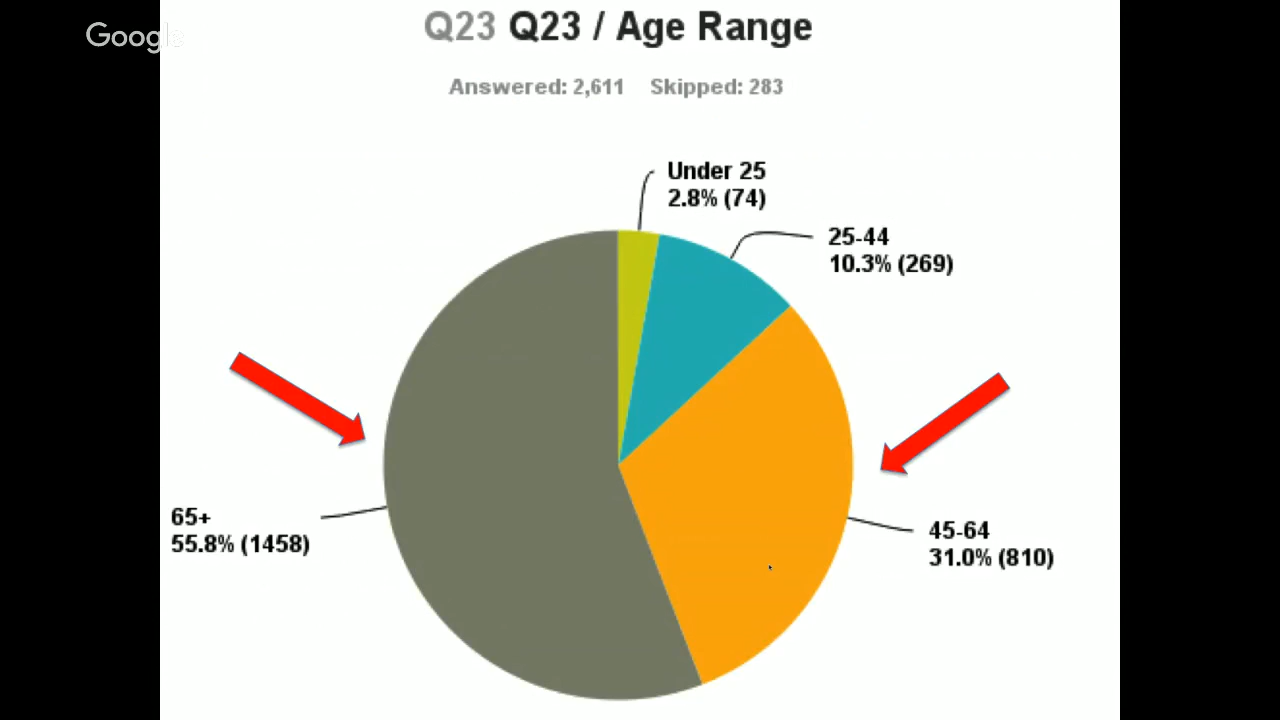 Google
Q23 Q23 / Age Range
Answered: 2,611 Skipped: 283
Under 25
2.8% (74)
25-44
10.3% (269)
65+
55.8% (1458)
45-64
31.0% (810)